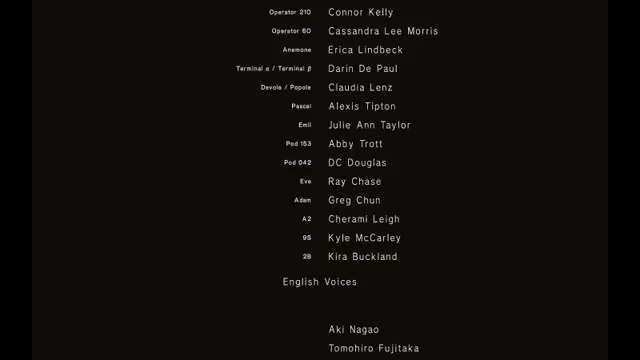 Operator 21O Connor Kelly
Operator 6O Cassandra Lee Morris
Anemone Erica Lindbeck
Terminal α / Terminal β Darin De Paul
Devola / Popola Claudia Lenz
Pascal Alexis Tipton
Emil Julie Ann Taylor
Pod 153 Abby Trott
Pod 042 DC Douglas
Eve Ray Chase
Adam Greg Chun
A2 Cherami Leigh
9S Kyle McCarley
2B Kira Buckland
English Voices
Aki Nagao
Tomohiro Fujitaka